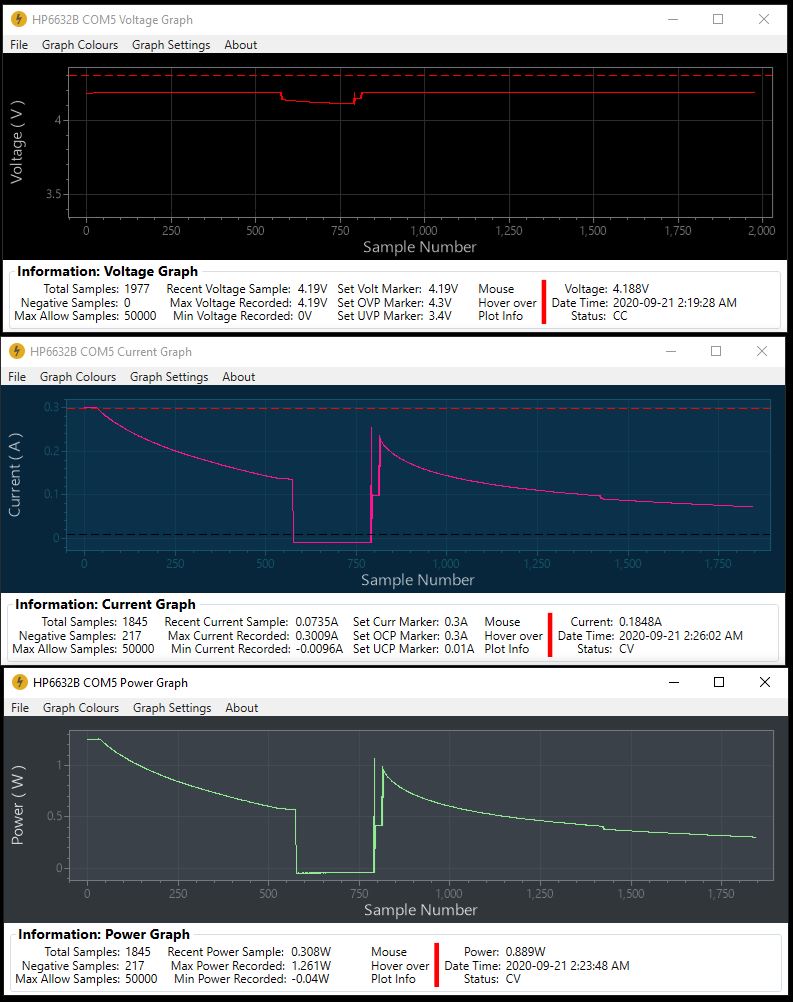 HP6632B COM5 Voltage Graph
File Graph Colours Graph Settings About
Voltage ( V )
4
3.5
0 250 500 750 1,000 1,250 1,500 1,750 2,000
Sample Number
Information: Voltage Graph
Total Samples: 1977 Recent Voltage Sample: 4.19V Set Volt Marker: 4.19V Mouse Voltage: 4.188V
Negative Samples: 0 Max Voltage Recorded: 4.19V Set OVP Marker: 4.3V Hover over Date Time: 2020-09-21 2:19:28 AM
Max Allow Samples: 50000 Min Voltage Recorded: 0V Set UVP Marker: 3.4V Plot Info Status: CC
HP6632B COM5 Current Graph
File Graph Colours Graph Settings About
Current ( A )
0.3
0.2
0.1
0
0 250 500 750 1,000 1,250 1,500 1,750
Sample Number
Information: Current Graph
Total Samples: 1845 Recent Current Sample: 0.0735A Set Curr Marker: 0.3A Mouse Current: 0.1848A
Negative Samples: 217 Max Current Recorded: 0.3009A Set OCP Marker: 0.3A Hover over Date Time: 2020-09-21 2:26:02 AM
Max Allow Samples: 50000 Min Current Recorded: -0.0096A Set UCP Marker: 0.01A Plot Info Status: CV
HP6632B COM5 Power Graph
File Graph Colours Graph Settings About
Power ( W )
1
0.5
0
0 250 500 750 1,000 1,250 1,500 1,750
Sample Number
Information: Power Graph
Total Samples: 1845 Recent Power Sample: 0.308W Mouse Power: 0.889W
Negative Samples: 217 Max Power Recorded: 1.261W Hover over Date Time: 2020-09-21 2:23:48 AM
Max Allow Samples: 50000 Min Power Recorded: -0.04W Plot Info Status: CV